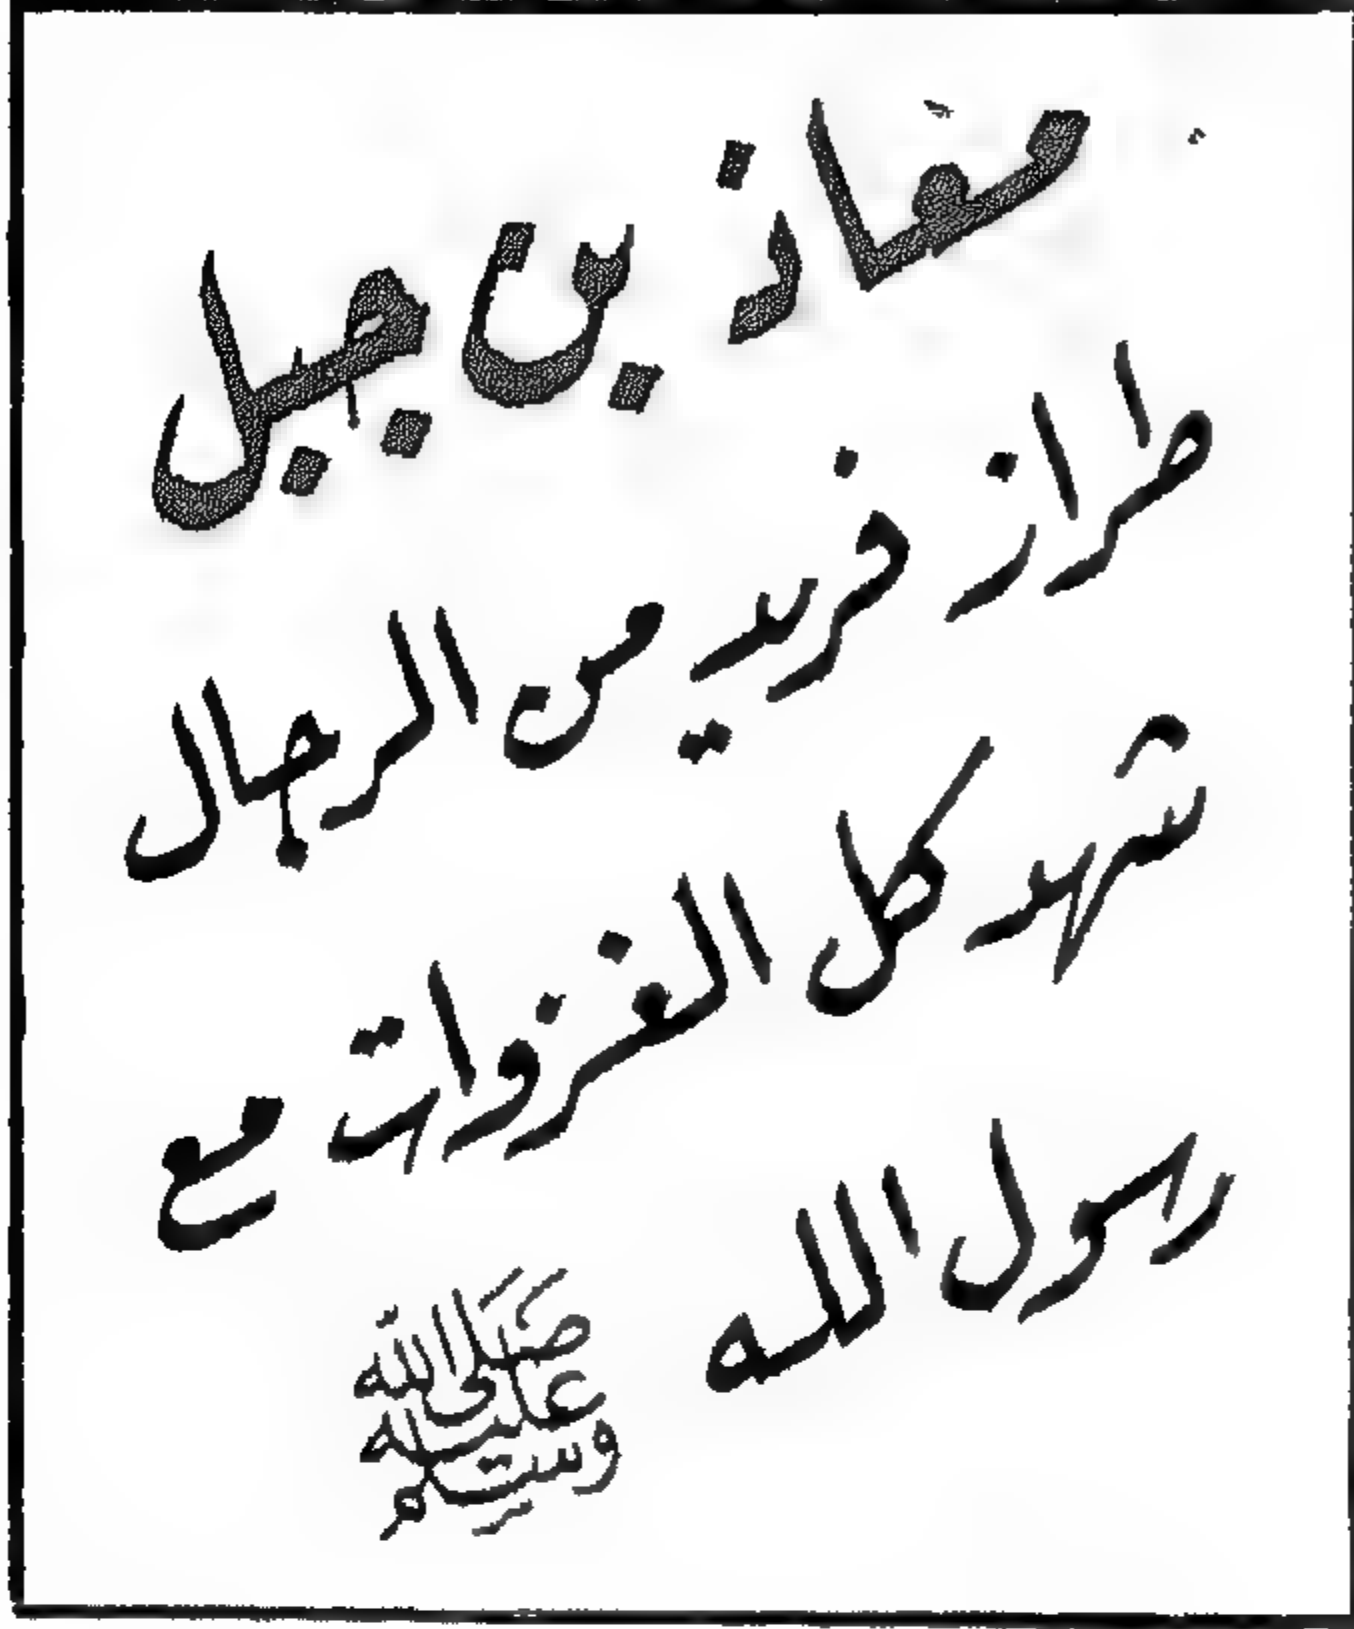 معاذ بن جبل
طراز فريد من الرجال
شهد كل الغزوات مع
رسول الله صلى الله عليه وسلم